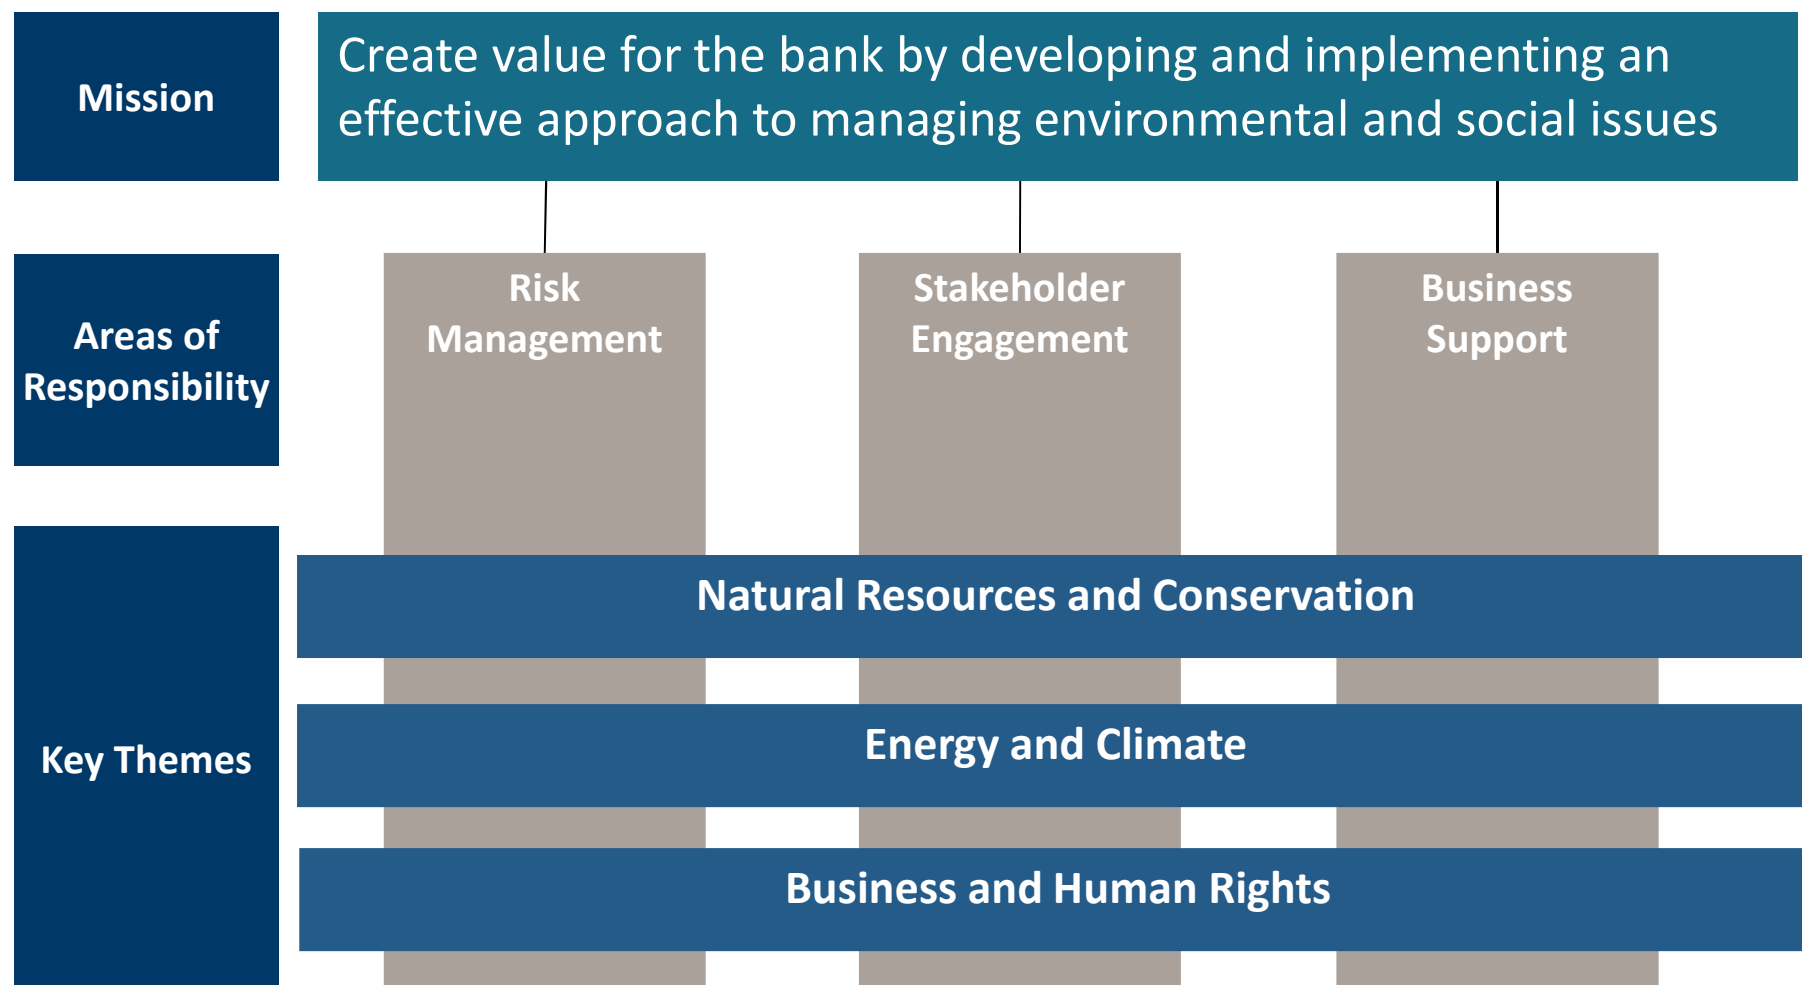 Mission
Create value for the bank by developing and implementing an
effective approach to managing environmental and social issues
Areas of
Responsibility
Risk
Management
Stakeholder
Engagement
Business
Support
Key Themes
Natural Resources and Conservation
Energy and Climate
Business and Human Rights